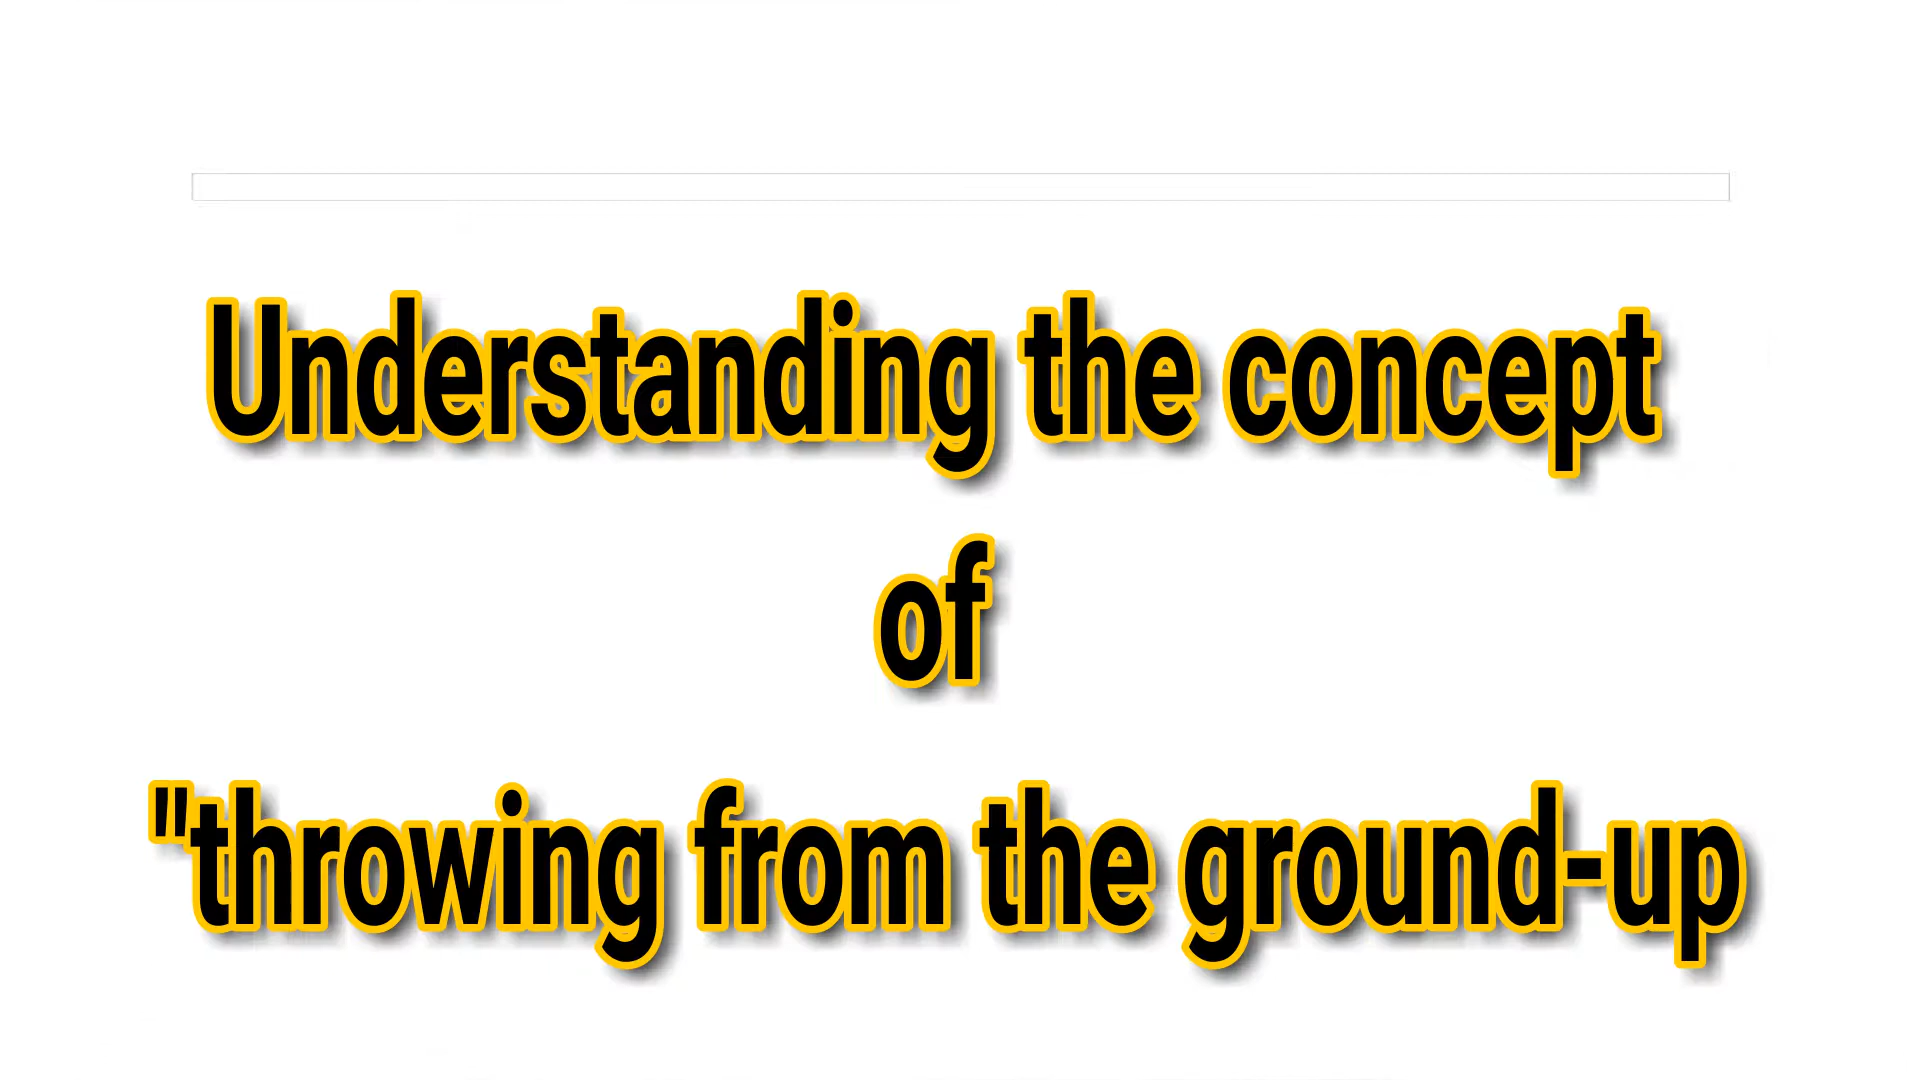 Understanding the concept
of
"throwing from the ground-up